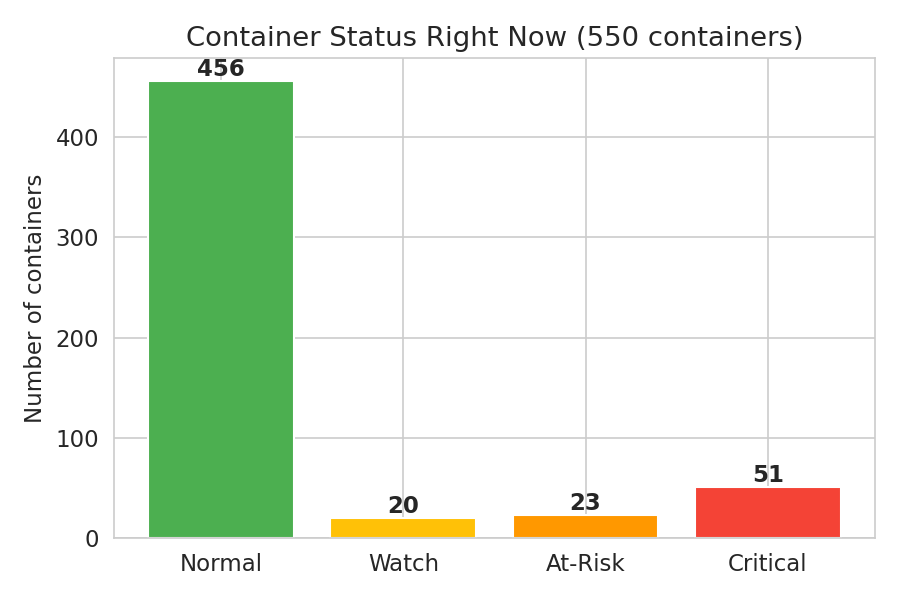 Container Status Right Now (550 containers)
Number of containers
400
300
200
100
0
456
20
23
51
Normal
Watch
At-Risk
Critical